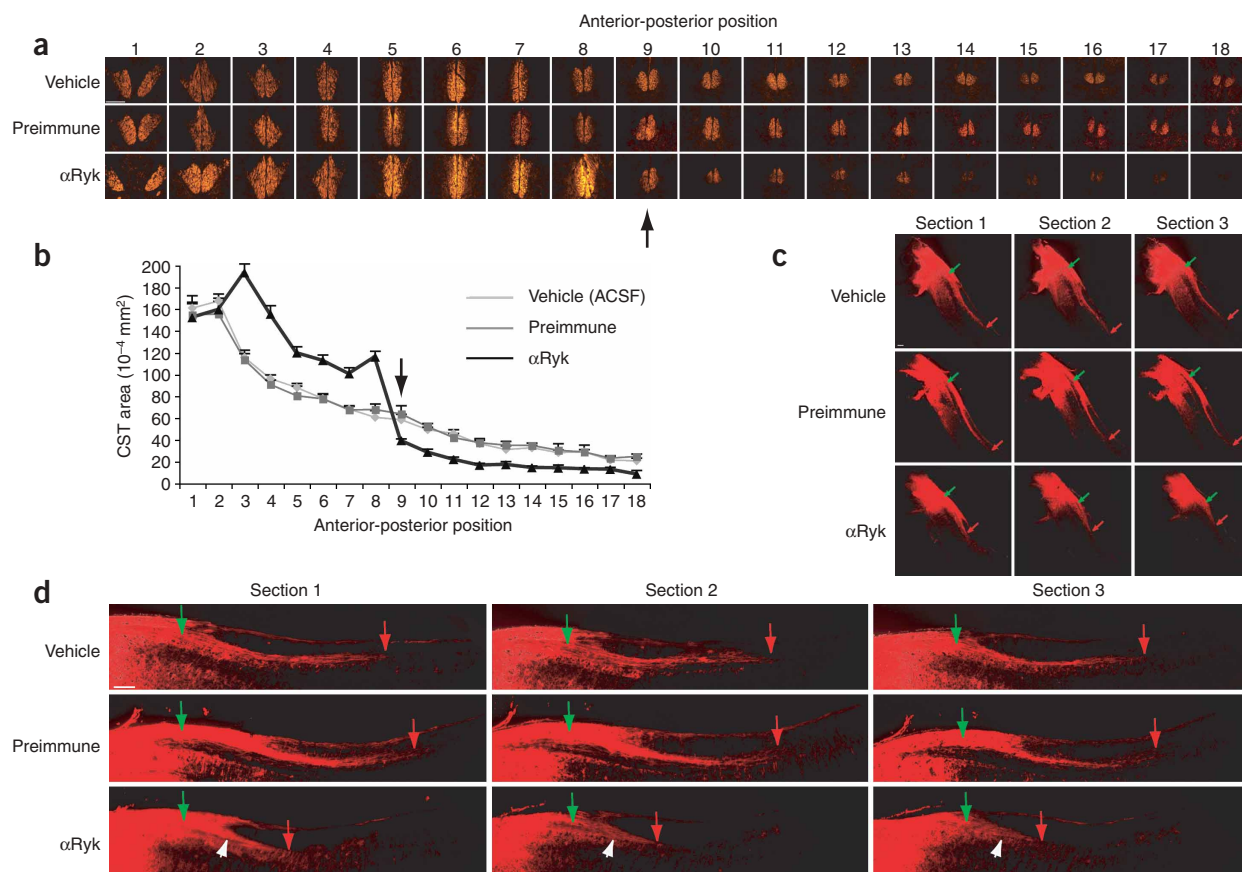 Anterior-posterior position
a
1 2 3 4 5 6 7 8 9 10 11 12 13 14 15 16 17 18
Vehicle
Preimmune
αRyk
b
200
180
160
140
120
100
80
60
40
20
0
CST area (10⁻⁴ mm²)
Vehicle (ACSF)
Preimmune
αRyk
1 2 3 4 5 6 7 8 9 10 11 12 13 14 15 16 17 18
Anterior-posterior position
c
Section 1 Section 2 Section 3
Vehicle
Preimmune
αRyk
d
Section 1 Section 2 Section 3
Vehicle
Preimmune
αRyk